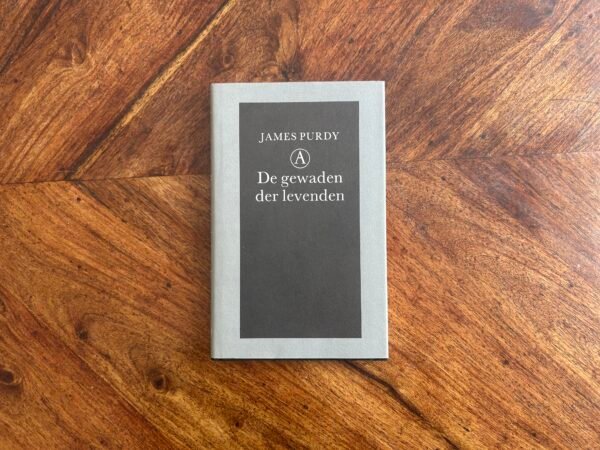 JAMES PURDY
A
De gewaden
der levenden